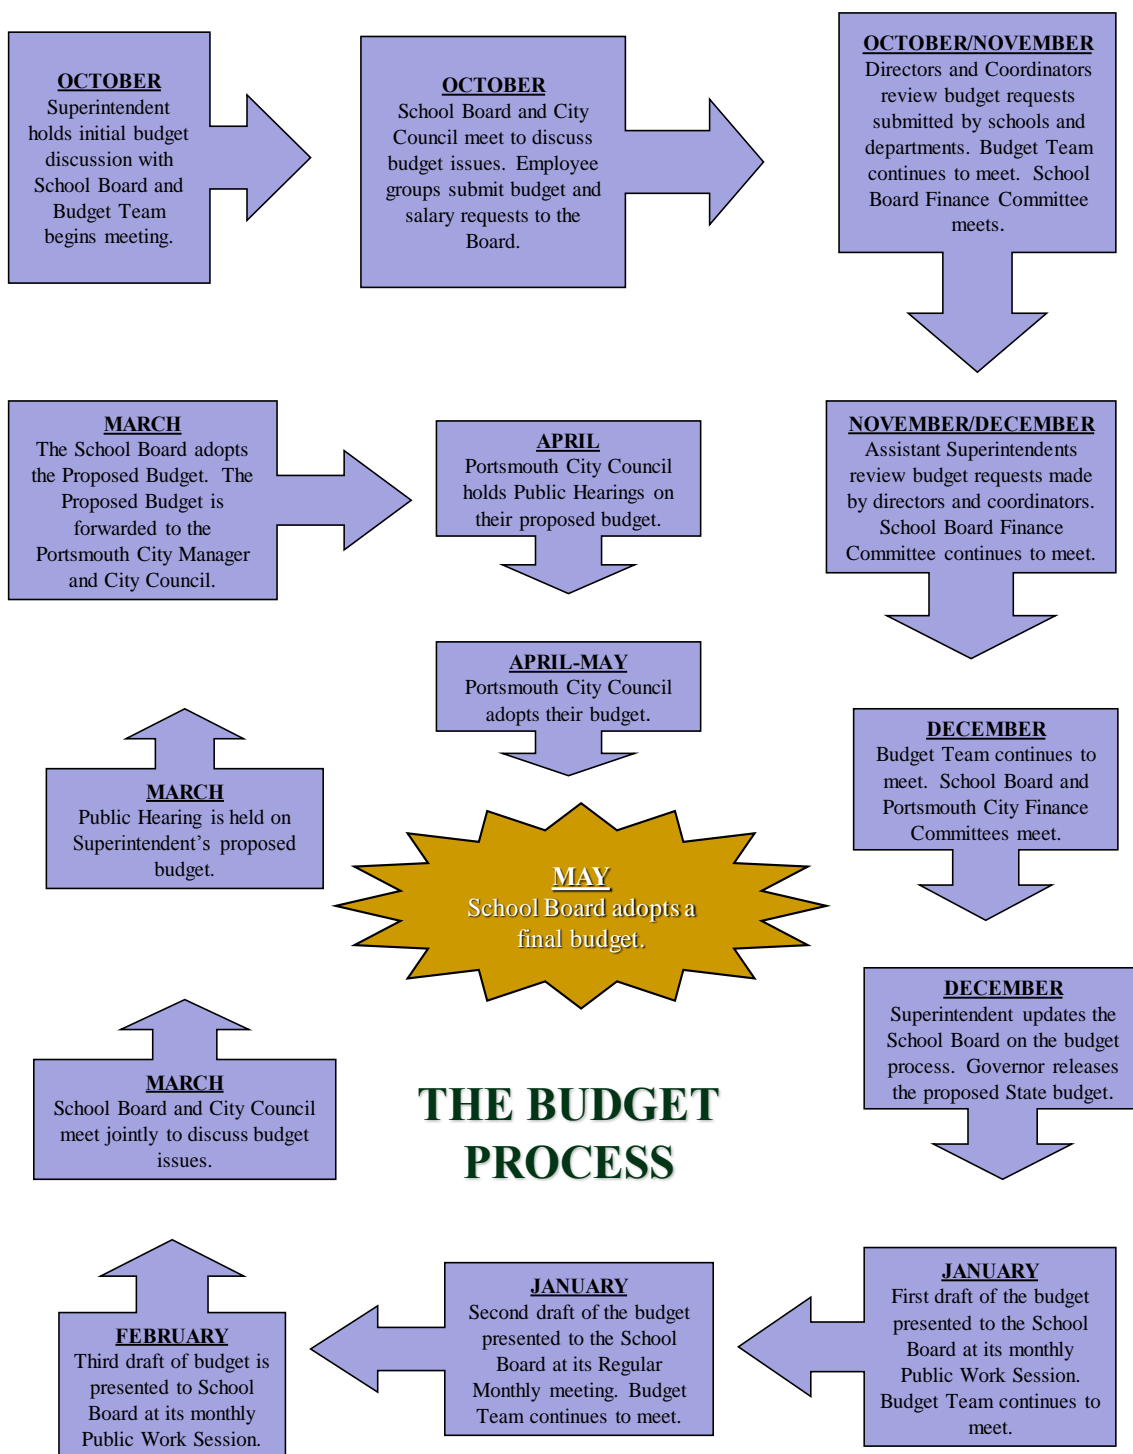 OCTOBER
Superintendent
holds initial budget
discussion with
School Board and
Budget Team
begins meeting.
OCTOBER
School Board and City
Council meet to discuss
budget issues. Employee
groups submit budget and
salary requests to the
Board.
OCTOBER/NOVEMBER
Directors and Coordinators
review budget requests
submitted by schools and
departments. Budget Team
continues to meet. School
Board Finance Committee
meets.
NOVEMBER/DECEMBER
Assistant Superintendents
review budget requests made
by directors and coordinators.
School Board Finance
Committee continues to meet.
DECEMBER
Budget Team continues to
meet. School Board and
Portsmouth City Finance
Committees meet.
DECEMBER
Superintendent updates the
School Board on the budget
process. Governor releases
the proposed State budget.
JANUARY
First draft of the budget
presented to the School
Board at its monthly
Public Work Session.
Budget Team continues to
meet.
JANUARY
Second draft of the budget
presented to the School
Board at its Regular
Monthly meeting. Budget
Team continues to meet.
FEBRUARY
Third draft of budget is
presented to School
Board at its monthly
Public Work Session.
MARCH
School Board and City Council
meet jointly to discuss budget
issues.
MARCH
Public Hearing is held on
Superintendent's proposed
budget.
MARCH
The School Board adopts
the Proposed Budget. The
Proposed Budget is
forwarded to the
Portsmouth City Manager
and City Council.
APRIL
Portsmouth City Council
holds Public Hearings on
their proposed budget.
APRIL-MAY
Portsmouth City Council
adopts their budget.
MAY
School Board adopts a
final budget.
THE BUDGET
PROCESS